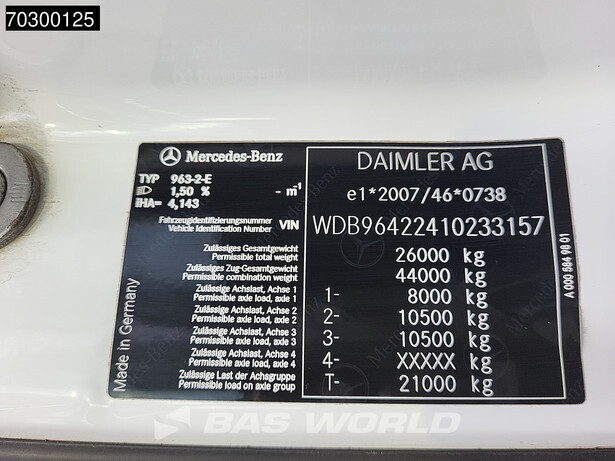 70300125
Mercedes-Benz
DAIMLER AG
TYP 963-2-E
1,50 % - m-1
iHA= 4,143
e1*2007/46*0738
Fahrzeugidentifizierungsnummer
Vehicle Identification Number VIN
WDB96422410233157
Zulässiges Gesamtgewicht
Permissible total weight
26000 kg
Zulässiges Zug-Gesamtgewicht
Permissible combination weight
44000 kg
Zulässige Achslast, Achse 1
Permissible axle load, axle 1
1- 8000 kg
Zulässige Achslast, Achse 2
Permissible axle load, axle 2
2- 10500 kg
Zulässige Achslast, Achse 3
Permissible axle load, axle 3
3- 10500 kg
Zulässige Achslast, Achse 4
Permissible axle load, axle 4
4- XXXXX kg
Zulässige Last der Achsgruppe
Permissible load on axle group
T- 21000 kg
Made in Germany
A 000 584 98 01
BAS WORLD